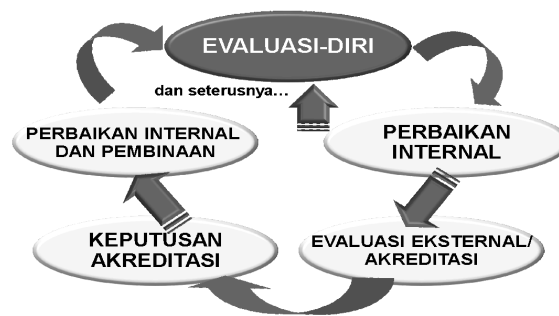 EVALUASI-DIRI
dan seterusnya...
PERBAIKAN
INTERNAL
EVALUASI EKSTERNAL/
AKREDITASI
KEPUTUSAN
AKREDITASI
PERBAIKAN INTERNAL
DAN PEMBINAAN